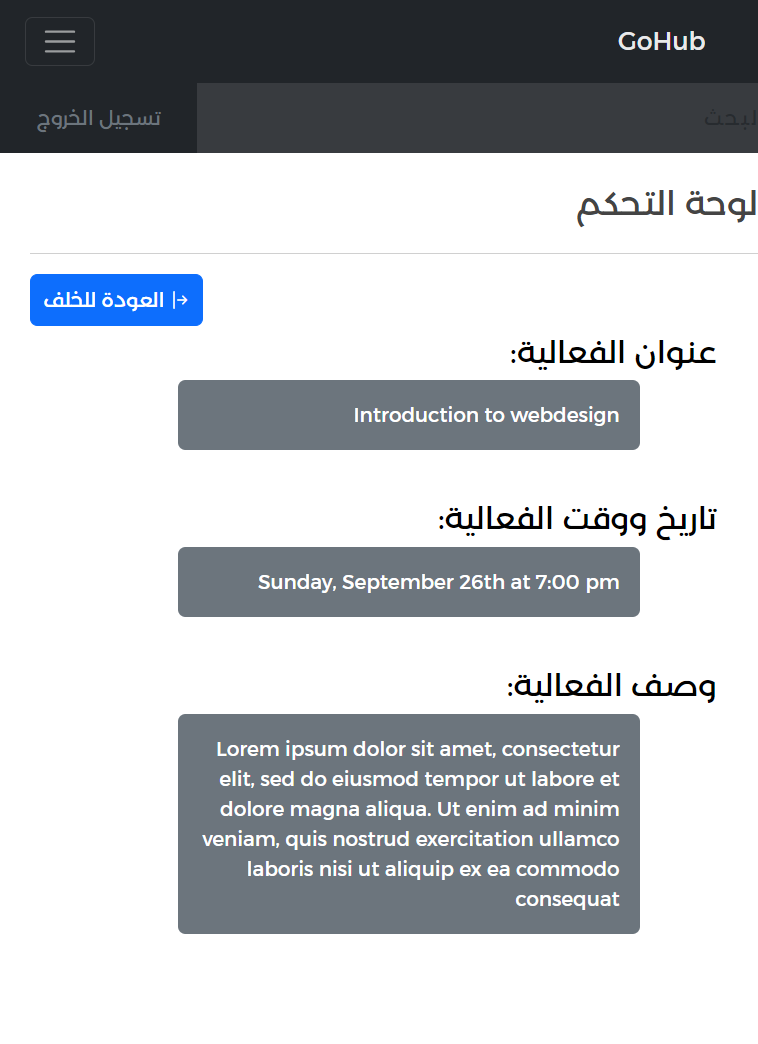 GoHub
لبحث
تسجيل الخروج
لوحة التحكم
العودة للخلف
عنوان الفعالية:
Introduction to webdesign
تاريخ ووقت الفعالية:
Sunday, September 26th at 7:00 pm
وصف الفعالية:
Lorem ipsum dolor sit amet, consectetur
elit, sed do eiusmod tempor ut labore et
dolore magna aliqua. Ut enim ad minim
veniam, quis nostrud exercitation ullamco
laboris nisi ut aliquip ex ea commodo
consequat